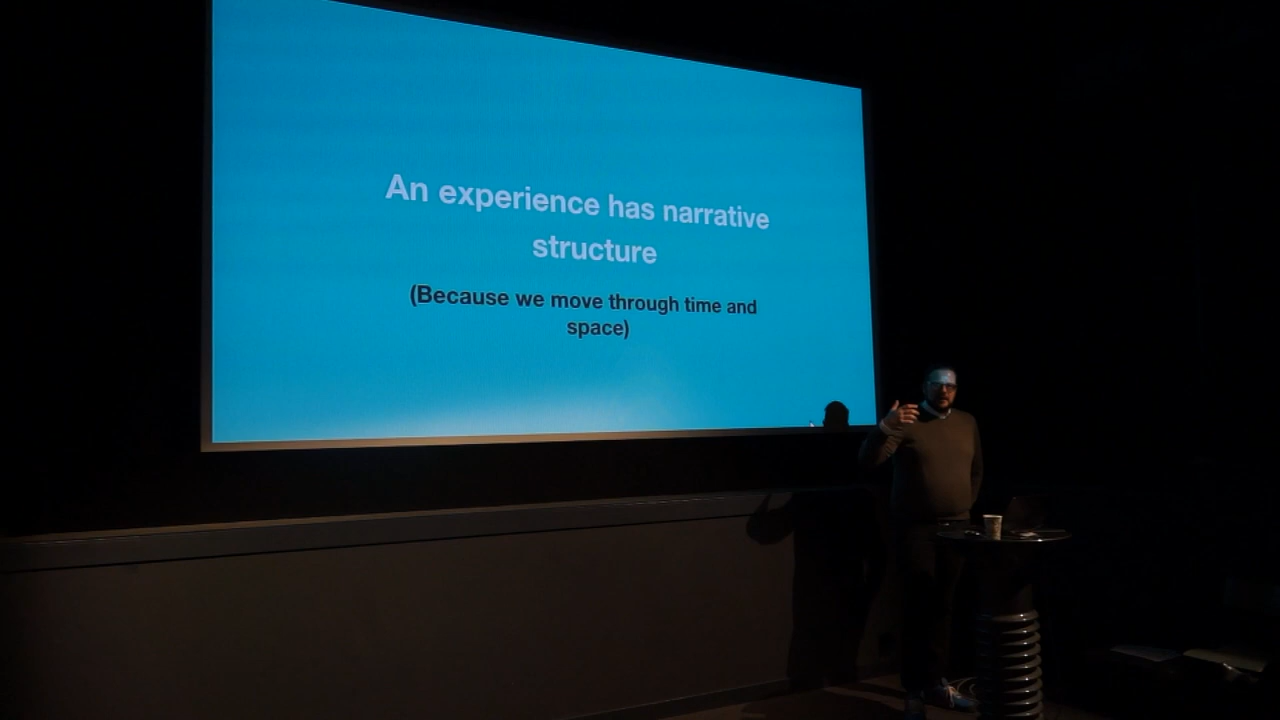 An experience has narrative
structure
(Because we move through time and
space)